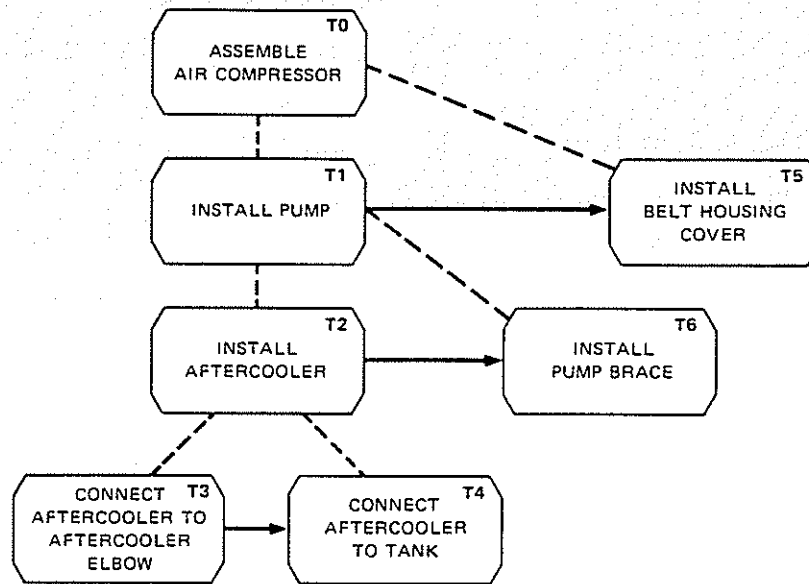 T0
ASSEMBLE
AIR COMPRESSOR
T1
INSTALL PUMP
T5
INSTALL
BELT HOUSING
COVER
T2
INSTALL
AFTERCOOLER
T6
INSTALL
PUMP BRACE
CONNECT T3
AFTERCOOLER TO
AFTERCOOLER
ELBOW
T4
CONNECT
AFTERCOOLER
TO TANK